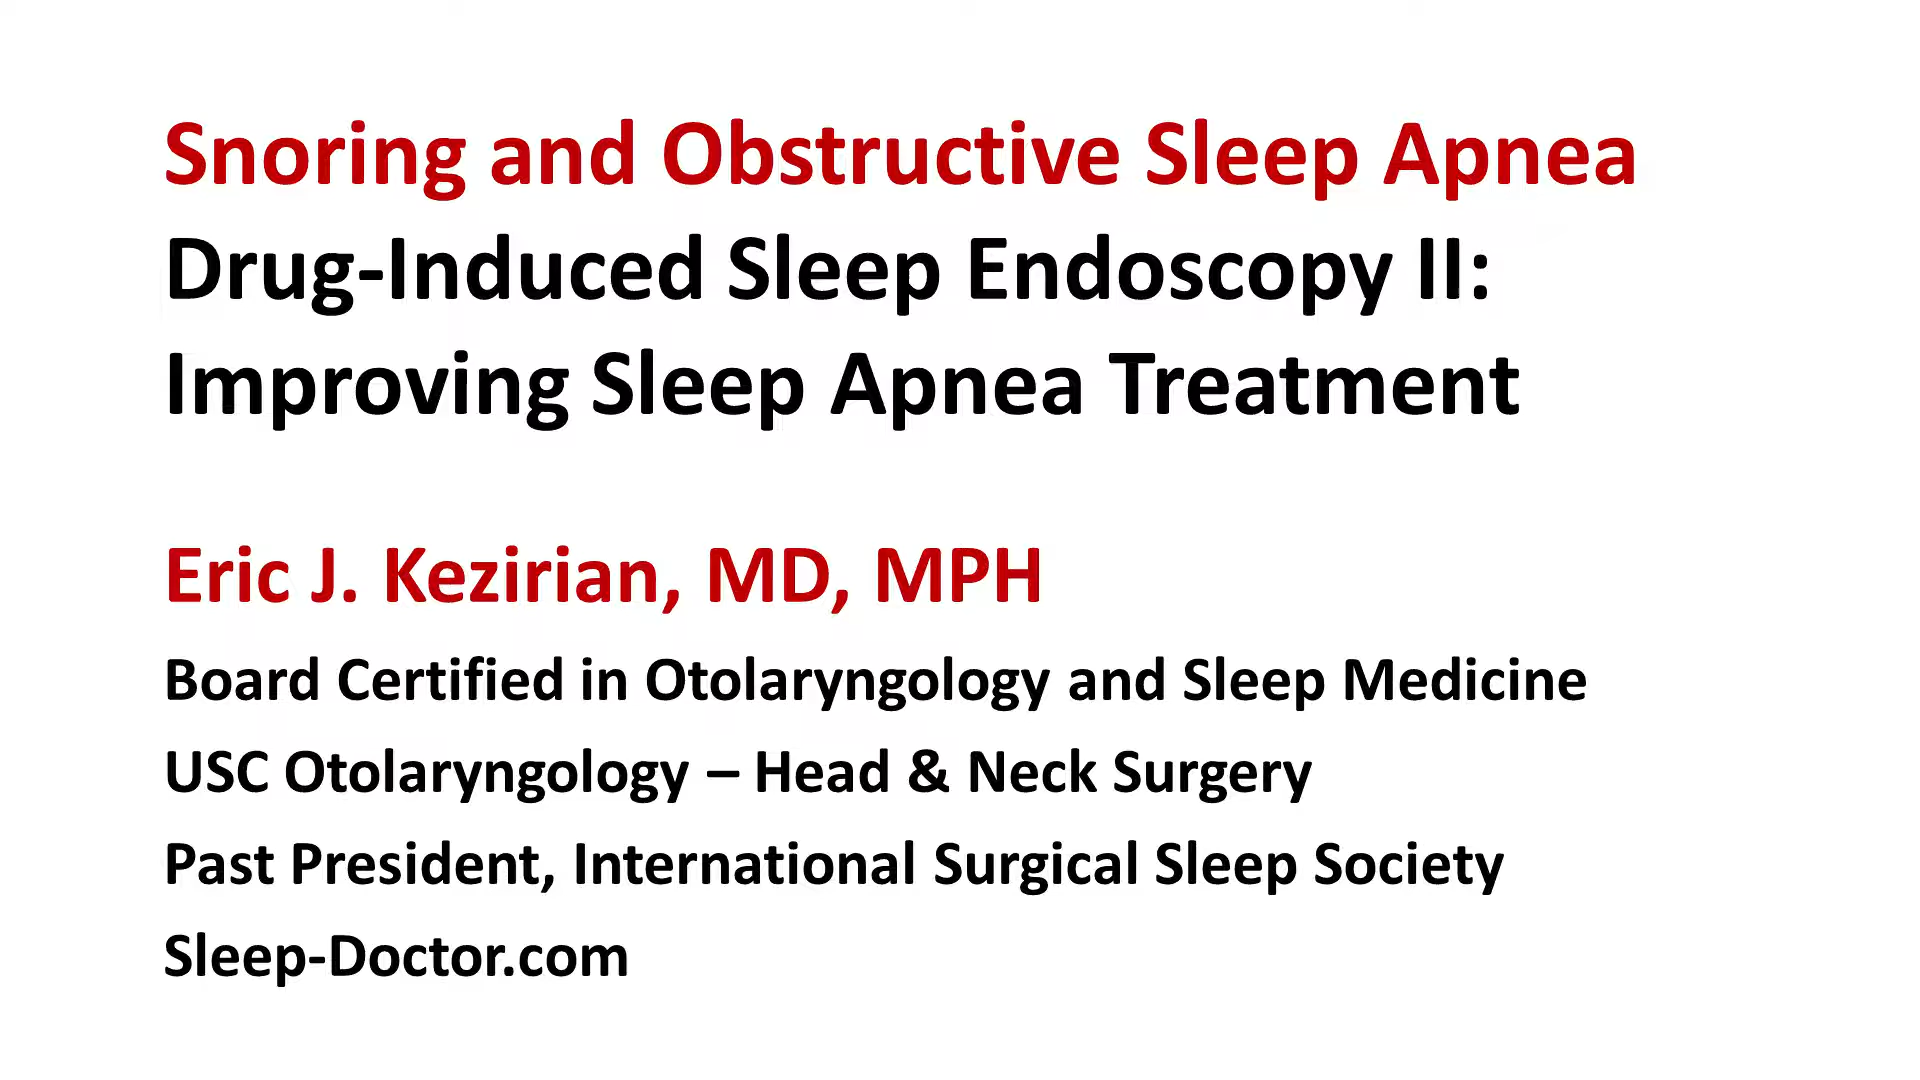 Snoring and Obstructive Sleep Apnea
Drug-Induced Sleep Endoscopy II:
Improving Sleep Apnea Treatment
Eric J. Kezirian, MD, MPH
Board Certified in Otolaryngology and Sleep Medicine
USC Otolaryngology – Head & Neck Surgery
Past President, International Surgical Sleep Society
Sleep-Doctor.com